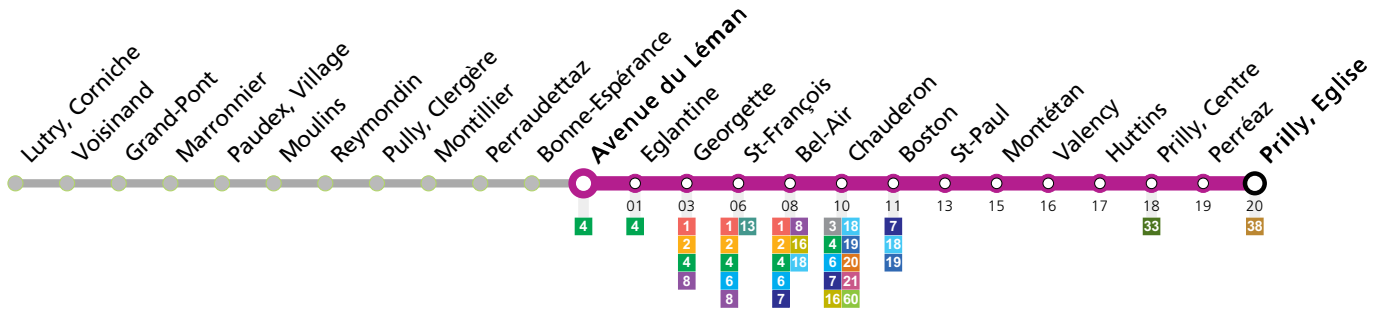 Lutry, Corniche
Voisinand
Grand-Pont
Marronnier
Paudex, Village
Moulins
Reymondin
Pully, Clergère
Montillier
Perraudettaz
Bonne-Espérance
Avenue du Léman
Eglantine
Georgette
St-François
Bel-Air
Chauderon
Boston
St-Paul
Montétan
Valency
Huttins
Prilly, Centre
Perréaz
Prilly, Eglise
01 03 06 08 10 11 13 15 16 17 18 19 20
4 4 1 1 13 1 8 3 18 7 33 38
2 2 2 16 4 19 18
4 4 4 18 6 20 19
8 6 6 7 21
8 7 16 60